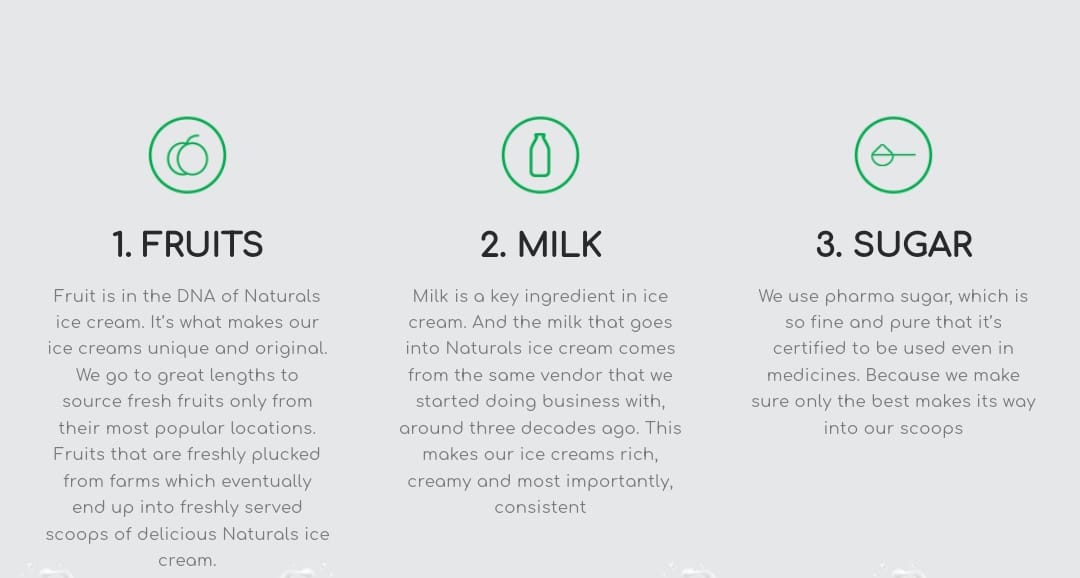 1. FRUITS
Fruit is in the DNA of Naturals
ice cream. It's what makes our
ice creams unique and original.
We go to great lengths to
source fresh fruits only from
their most popular locations.
Fruits that are freshly plucked
from farms which eventually
end up into freshly served
scoops of delicious Naturals ice
cream.
2. MILK
Milk is a key ingredient in ice
cream. And the milk that goes
into Naturals ice cream comes
from the same vendor that we
started doing business with,
around three decades ago. This
makes our ice creams rich,
creamy and most importantly,
consistent
3. SUGAR
We use pharma sugar, which is
so fine and pure that it's
certified to be used even in
medicines. Because we make
sure only the best makes its way
into our scoops